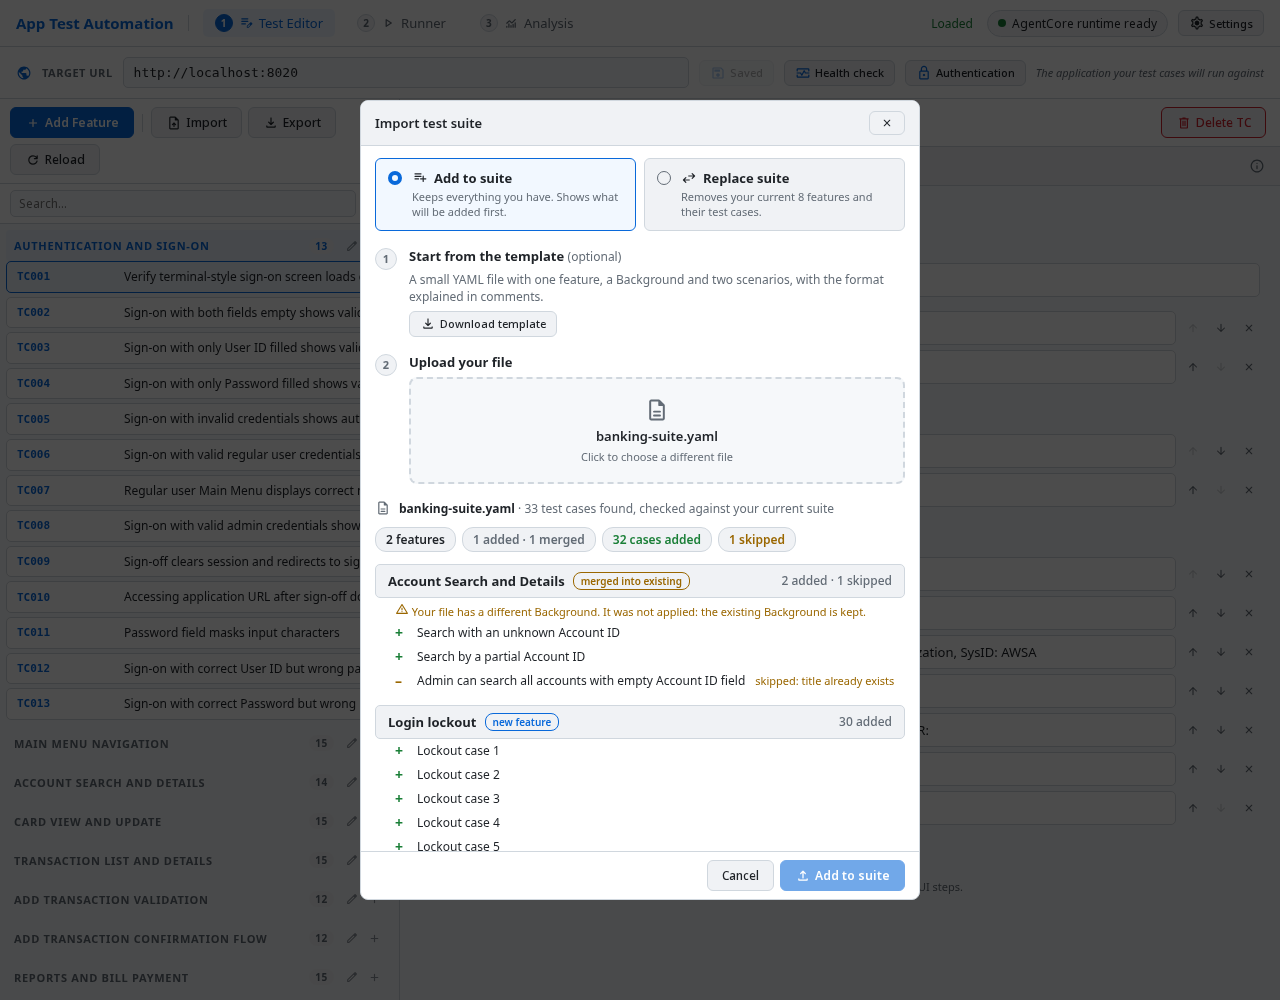 App Test Automation
1 Test Editor
2 Runner
3 Analysis
Loaded
AgentCore runtime ready
Settings
TARGET URL
http://localhost:8020
Saved
Health check
Authentication
The application your test cases will run against
+ Add Feature
Import
Export
Delete TC
Reload
Search...
AUTHENTICATION AND SIGN-ON 13
TC001 Verify terminal-style sign-on screen loads
TC002 Sign-on with both fields empty shows
TC003 Sign-on with only User ID filled shows
TC004 Sign-on with only Password filled shows
TC005 Sign-on with invalid credentials shows
TC006 Sign-on with valid regular user credentials
TC007 Regular user Main Menu displays correct
TC008 Sign-on with valid admin credentials
TC009 Sign-off clears session and redirects to
TC010 Accessing application URL after sign-off
TC011 Password field masks input characters
TC012 Sign-on with correct User ID but wrong
TC013 Sign-on with correct Password but wrong
MAIN MENU NAVIGATION 15
ACCOUNT SEARCH AND DETAILS 14
CARD VIEW AND UPDATE 15
TRANSACTION LIST AND DETAILS 15
ADD TRANSACTION VALIDATION 12
ADD TRANSACTION CONFIRMATION FLOW 12 +
REPORTS AND BILL PAYMENT 15 +
Import test suite
×
Add to suite
Keeps everything you have. Shows what
will be added first.
Replace suite
Removes your current 8 features and
their test cases.
1 Start from the template (optional)
A small YAML file with one feature, a Background and two scenarios, with the format
explained in comments.
Download template
2 Upload your file
banking-suite.yaml
Click to choose a different file
banking-suite.yaml · 33 test cases found, checked against your current suite
2 features
1 added · 1 merged
32 cases added
1 skipped
Account Search and Details merged into existing 2 added · 1 skipped
Your file has a different Background. It was not applied: the existing Background is kept.
+ Search with an unknown Account ID
+ Search by a partial Account ID
– Admin can search all accounts with empty Account ID field skipped: title already exists
Login lockout new feature 30 added
+ Lockout case 1
+ Lockout case 2
+ Lockout case 3
+ Lockout case 4
+ Lockout case 5
Cancel
Add to suite
SysID: AWSA
UI steps.